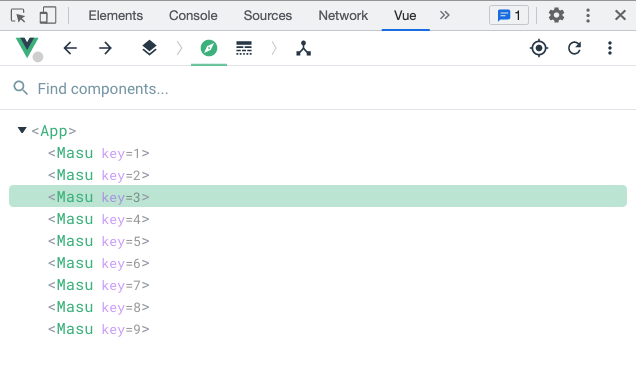 Elements Console Sources Network Vue » 1
Find components...
<App>
<Masu key=1>
<Masu key=2>
<Masu key=3>
<Masu key=4>
<Masu key=5>
<Masu key=6>
<Masu key=7>
<Masu key=8>
<Masu key=9>